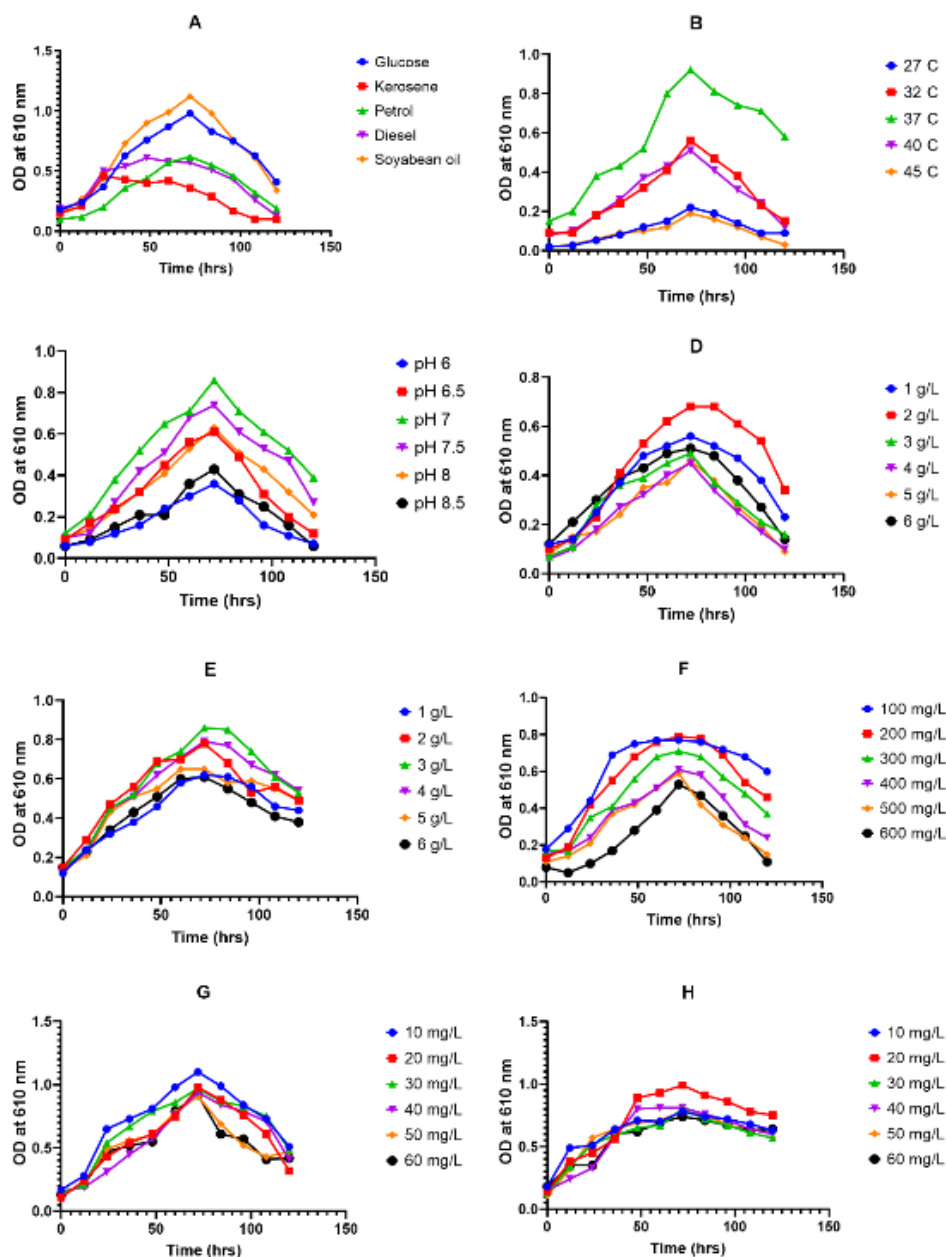 A
OD at 610 nm
1.5
1.0
0.5
0.0
0 50 100 150
Time (hrs)
Glucose
Kerosene
Petrol
Diesel
Soyabean oil
B
OD at 610 nm
1.0
0.8
0.6
0.4
0.2
0.0
0 50 100 150
Time (hrs)
27 C
32 C
37 C
40 C
45 C
OD at 610 nm
1.0
0.8
0.6
0.4
0.2
0.0
0 50 100 150
Time (hrs)
pH 6
pH 6.5
pH 7
pH 7.5
pH 8
pH 8.5
D
OD at 610 nm
0.8
0.6
0.4
0.2
0.0
0 50 100 150
Time (hrs)
1 g/L
2 g/L
3 g/L
4 g/L
5 g/L
6 g/L
E
OD at 610 nm
1.0
0.8
0.6
0.4
0.2
0.0
0 50 100 150
Time (hrs)
1 g/L
2 g/L
3 g/L
4 g/L
5 g/L
6 g/L
F
OD at 610 nm
1.0
0.8
0.6
0.4
0.2
0.0
0 50 100 150
Time (hrs)
100 mg/L
200 mg/L
300 mg/L
400 mg/L
500 mg/L
600 mg/L
G
OD at 610 nm
1.5
1.0
0.5
0.0
0 50 100 150
Time (hrs)
10 mg/L
20 mg/L
30 mg/L
40 mg/L
50 mg/L
60 mg/L
H
OD at 610 nm
1.5
1.0
0.5
0.0
0 50 100 150
Time (hrs)
10 mg/L
20 mg/L
30 mg/L
40 mg/L
50 mg/L
60 mg/L